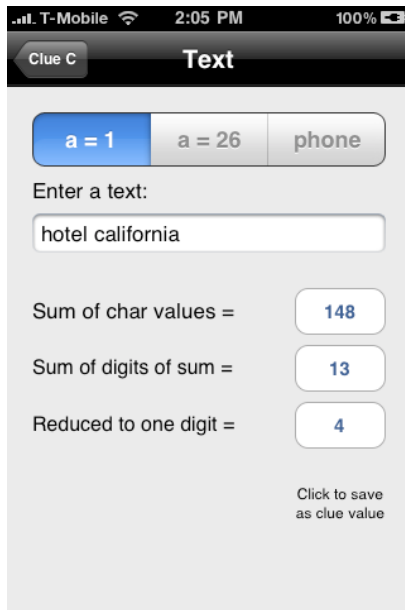 T-Mobile 2:05 PM 100%
Clue C Text
a = 1 a = 26 phone
Enter a text:
hotel california
Sum of char values = 148
Sum of digits of sum = 13
Reduced to one digit = 4
Click to save
as clue value